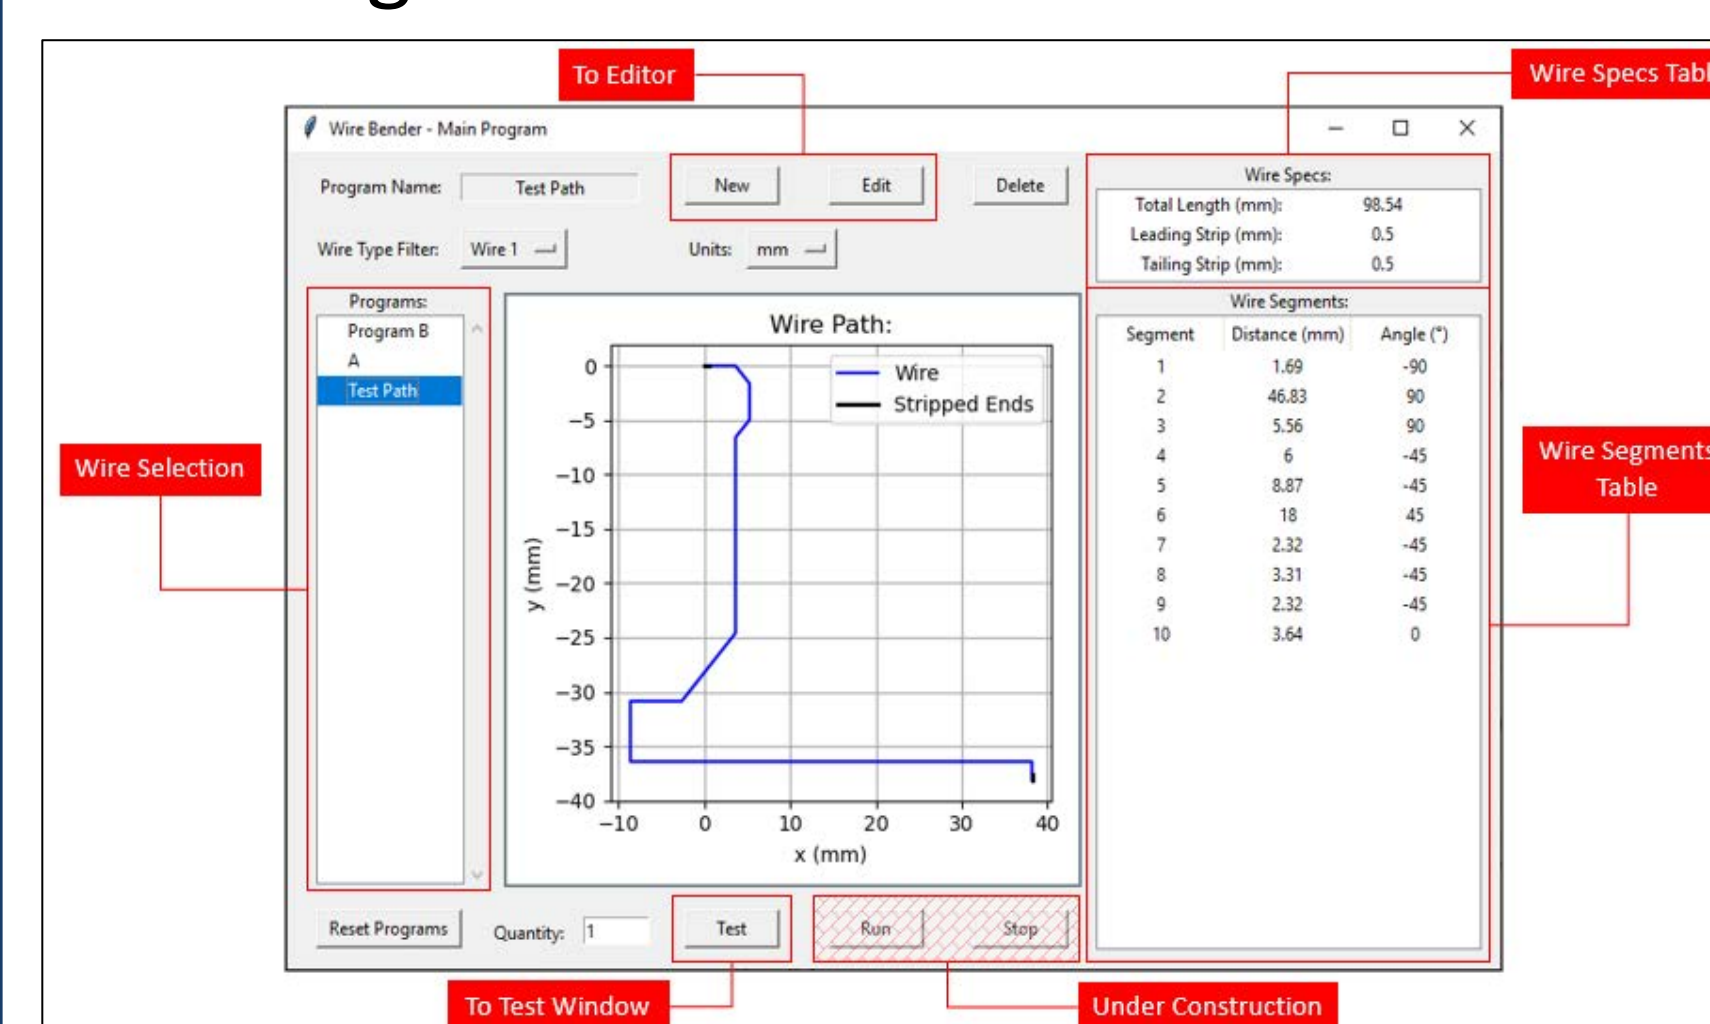 To Editor
Wire Specs Tabl
Wire Bender - Main Program
Program Name:
Test Path
New
Edit
Delete
Wire Type Filter:
Wire 1
Units:
mm
Wire Specs:
Total Length (mm): 98.54
Leading Strip (mm): 0.5
Tailing Strip (mm): 0.5
Programs:
Program B
A
Test Path
Wire Selection
Wire Path:
Wire
Stripped Ends
0
−5
−10
−15
−20
−25
−30
−35
−40
y (mm)
−10 0 10 20 30 40
x (mm)
Wire Segments:
Segment Distance (mm) Angle (°)
1 1.69 -90
2 46.83 90
3 5.56 90
4 6 -45
5 8.87 -45
6 18 45
7 2.32 -45
8 3.31 -45
9 2.32 -45
10 3.64 0
Wire Segments
Table
Reset Programs
Quantity: 1
Test
Run
Stop
To Test Window
Under Construction